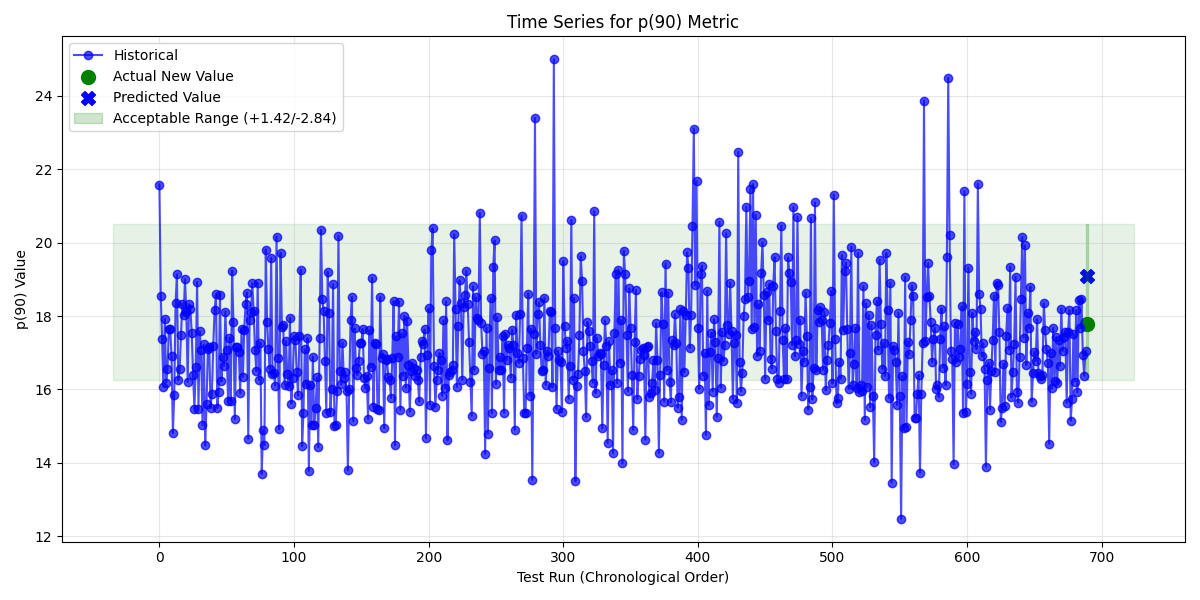 Time Series for p(90) Metric
Historical
Actual New Value
Predicted Value
Acceptable Range (+1.42/-2.84)
p(90) Value
24
22
20
18
16
14
12
0
100
200
300
400
500
600
700
Test Run (Chronological Order)